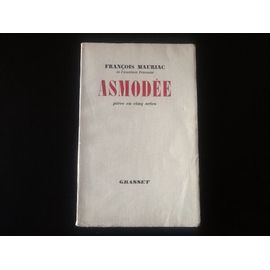 FRANÇOIS MAURIAC
de l'Académie Française
ASMODÉE
pièce en cinq actes
GRASSET